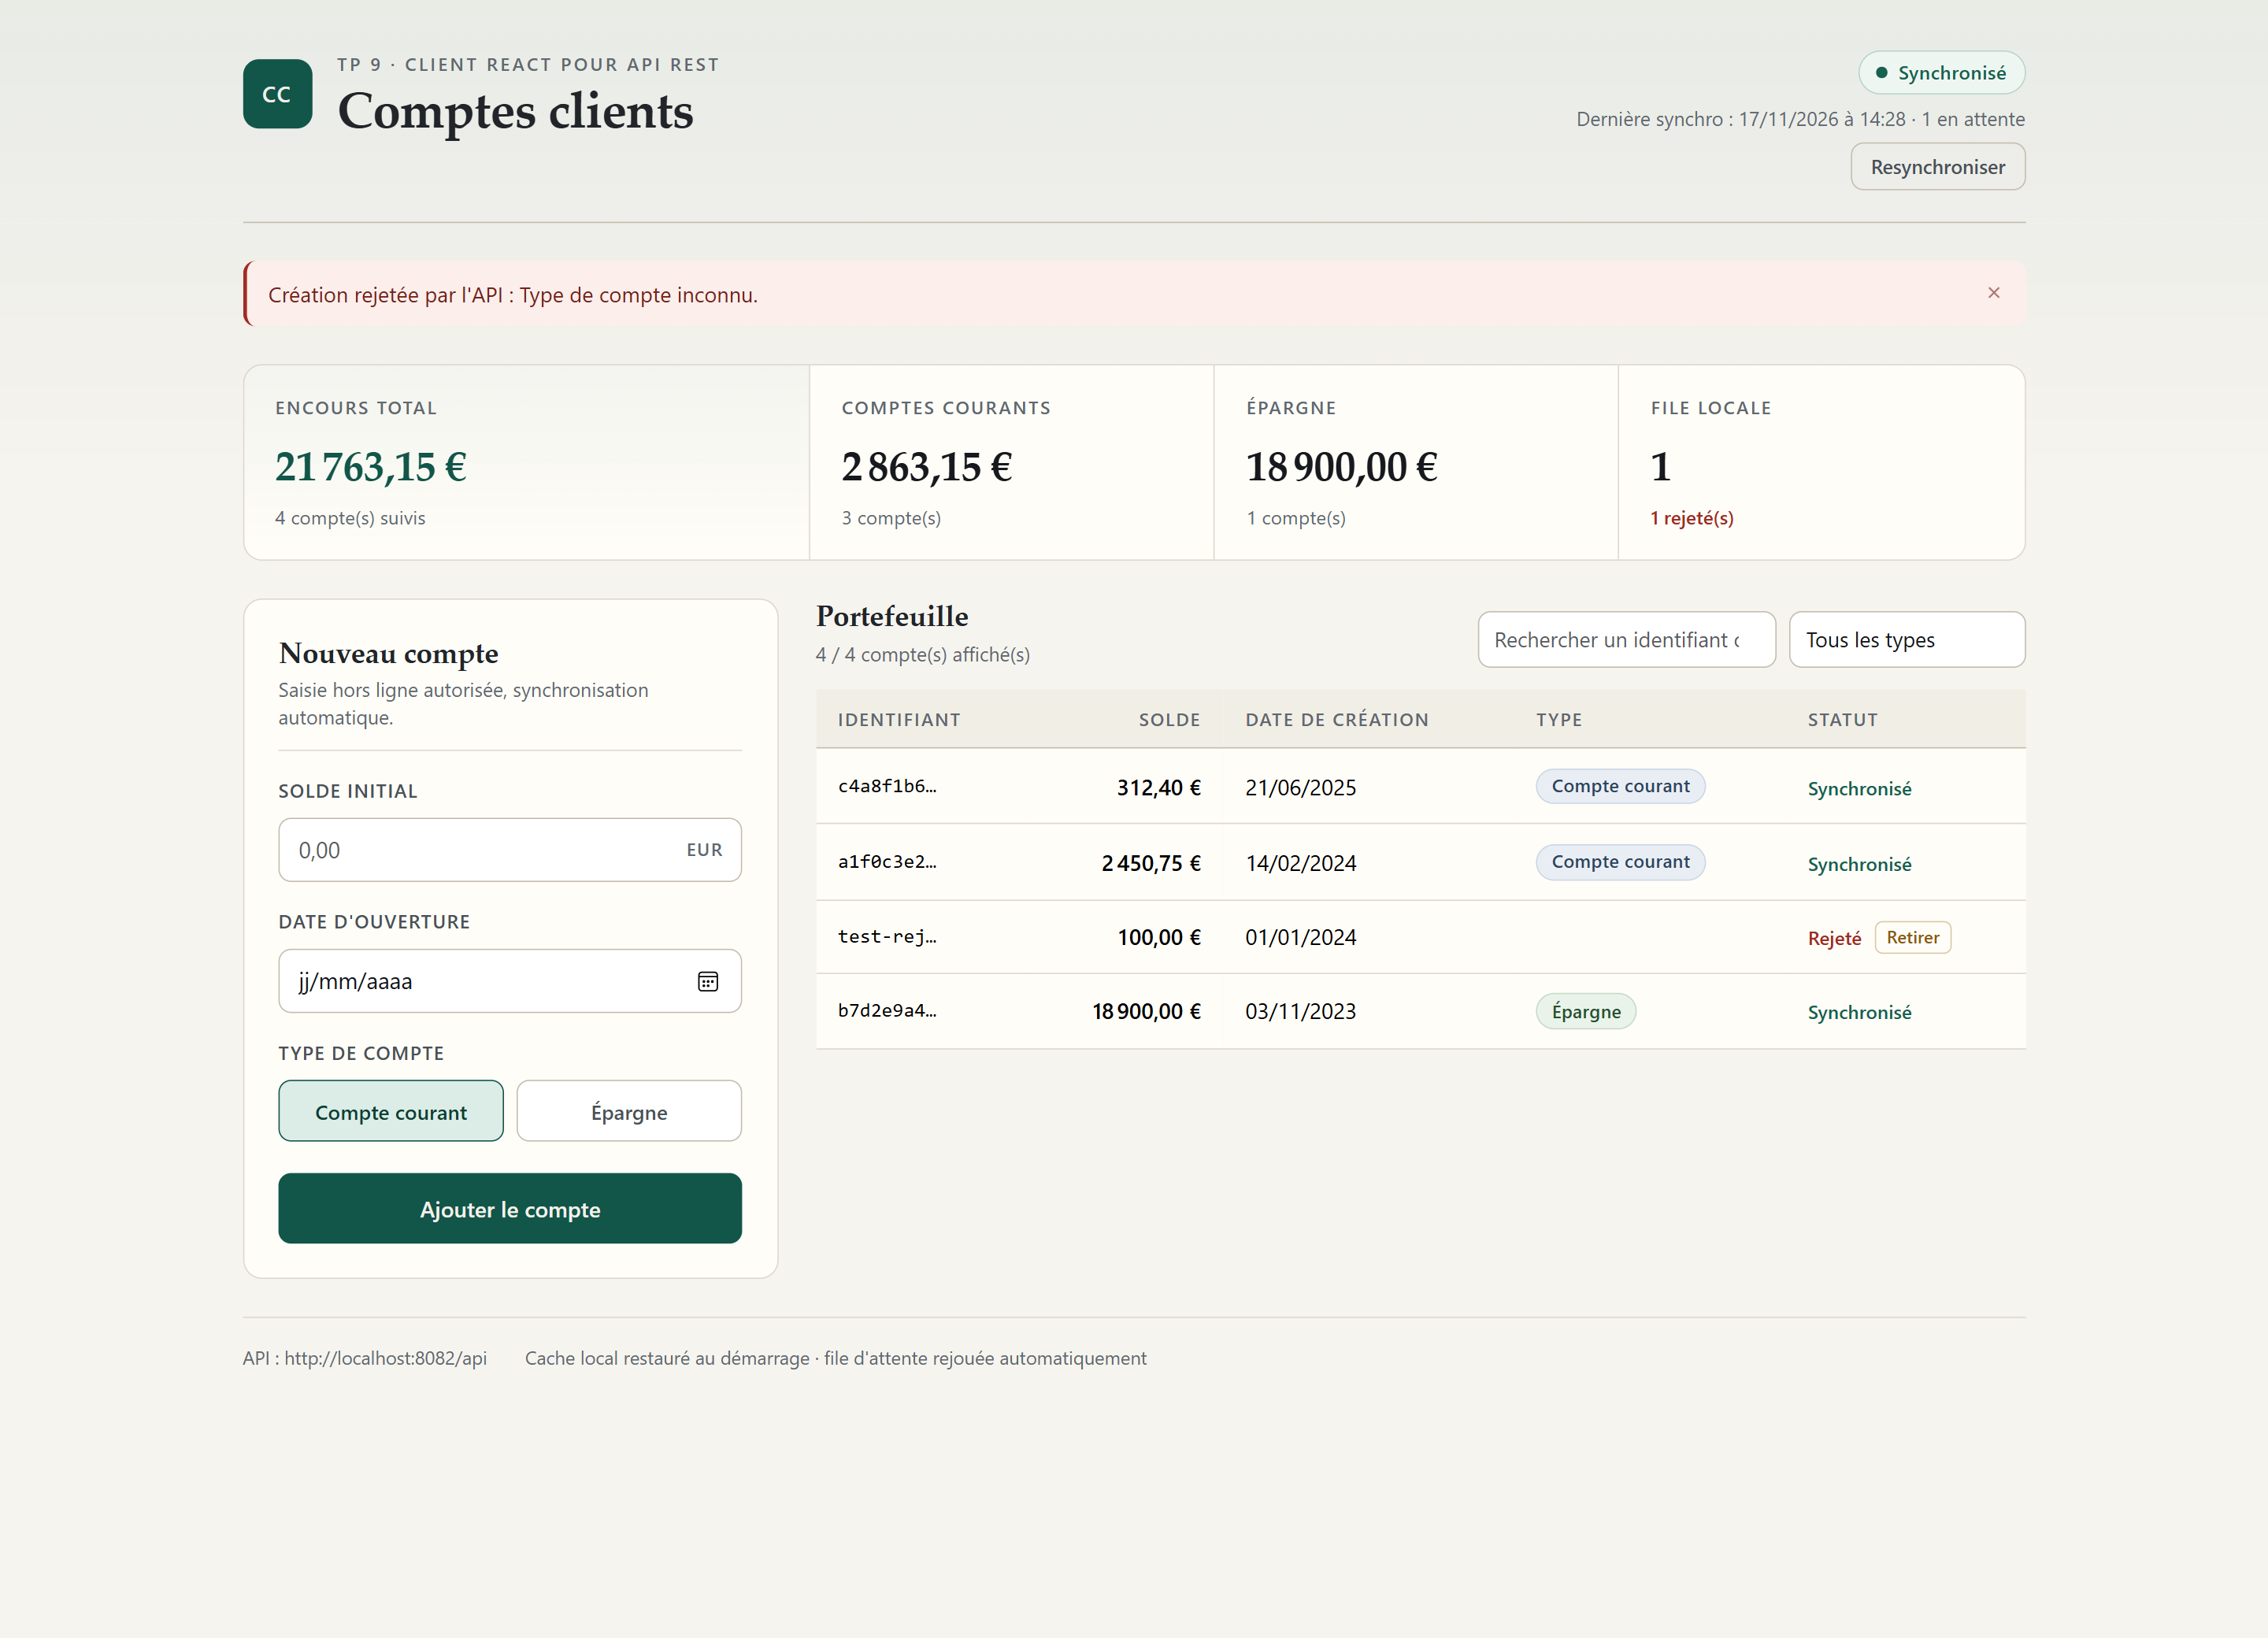 CC
TP 9 · CLIENT REACT POUR API REST
Comptes clients
Synchronisé
Dernière synchro : 17/11/2026 à 14:28 · 1 en attente
Resynchroniser
Création rejetée par l'API : Type de compte inconnu.
×
ENCOURS TOTAL
21 763,15 €
4 compte(s) suivis
COMPTES COURANTS
2 863,15 €
3 compte(s)
ÉPARGNE
18 900,00 €
1 compte(s)
FILE LOCALE
1
1 rejeté(s)
Nouveau compte
Saisie hors ligne autorisée, synchronisation
automatique.
SOLDE INITIAL
0,00 EUR
DATE D'OUVERTURE
jj/mm/aaaa
TYPE DE COMPTE
Compte courant Épargne
Ajouter le compte
Portefeuille
4 / 4 compte(s) affiché(s)
Rechercher un identifiant
Tous les types
IDENTIFIANT SOLDE DATE DE CRÉATION TYPE STATUT
c4a8f1b6… 312,40 € 21/06/2025 Compte courant Synchronisé
a1f0c3e2… 2 450,75 € 14/02/2024 Compte courant Synchronisé
test-rej… 100,00 € 01/01/2024 Rejeté Retirer
b7d2e9a4… 18 900,00 € 03/11/2023 Épargne Synchronisé
API : http://localhost:8082/api Cache local restauré au démarrage · file d'attente rejouée automatiquement